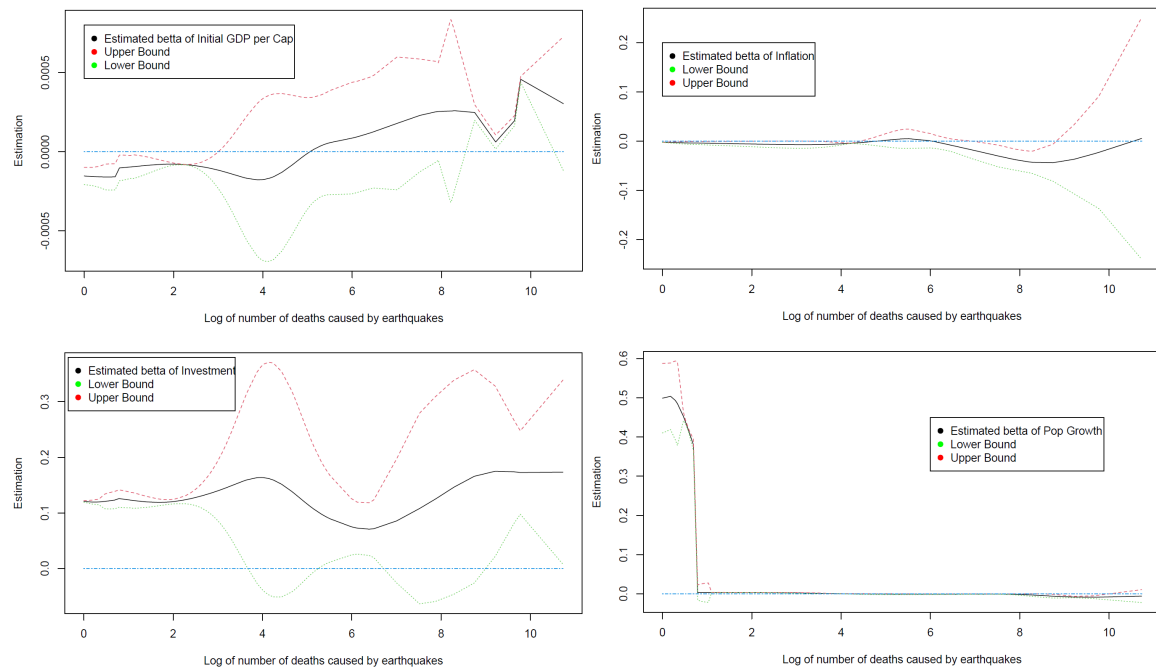 Estimation
0.00005
0.0000
-0.00005
Estimated betta of Initial GDP per Cap
Upper Bound
Lower Bound
0 2 4 6 8 10
Log of number of deaths caused by earthquakes
Estimation
0.2
0.1
0.0
-0.1
-0.2
Estimated betta of Inflation
Lower Bound
Upper Bound
0 2 4 6 8 10
Log of number of deaths caused by earthquakes
Estimation
0.3
0.2
0.1
0.0
Estimated betta of Investment
Lower Bound
Upper Bound
0 2 4 6 8 10
Log of number of deaths caused by earthquakes
Estimation
0.6
0.5
0.4
0.3
0.2
0.1
0.0
Estimated betta of Pop Growth
Lower Bound
Upper Bound
0 2 4 6 8 10
Log of number of deaths caused by earthquakes